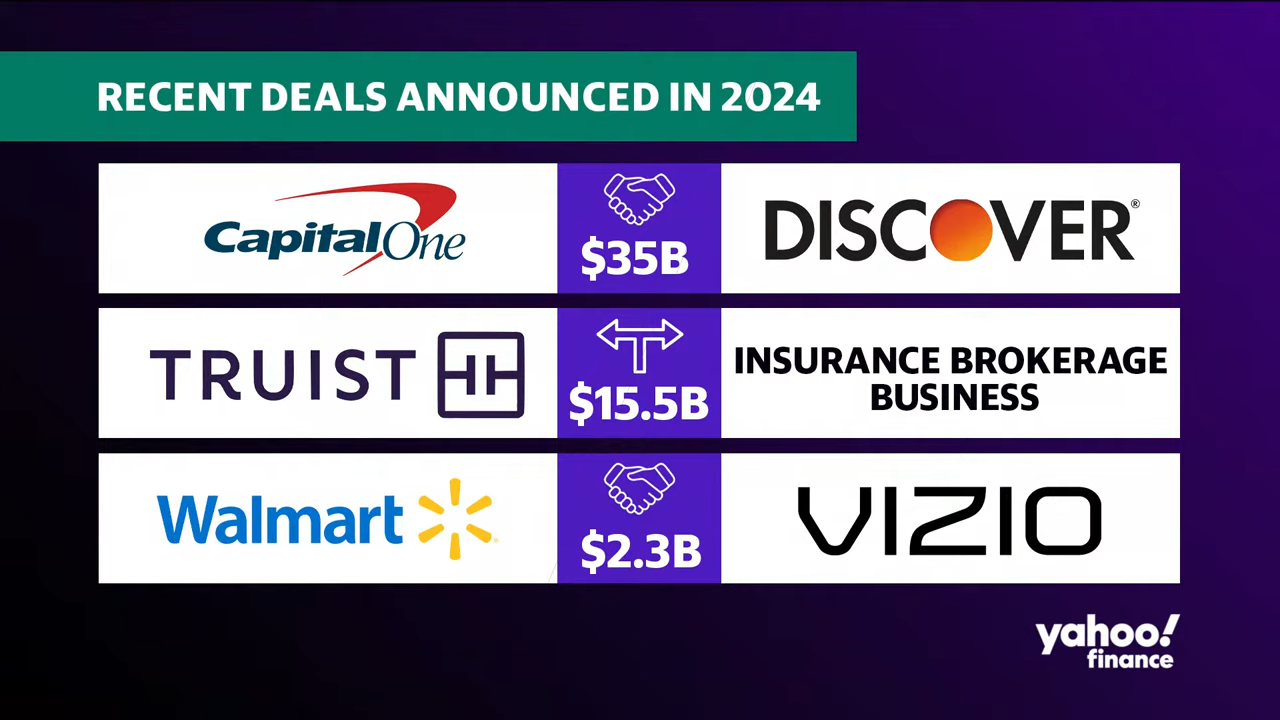 RECENT DEALS ANNOUNCED IN 2024
CapitalOne
$35B
DISCOVER®
TRUIST
$15.5B
INSURANCE BROKERAGE
BUSINESS
Walmart
$2.3B
VIZIO
yahoo!
finance